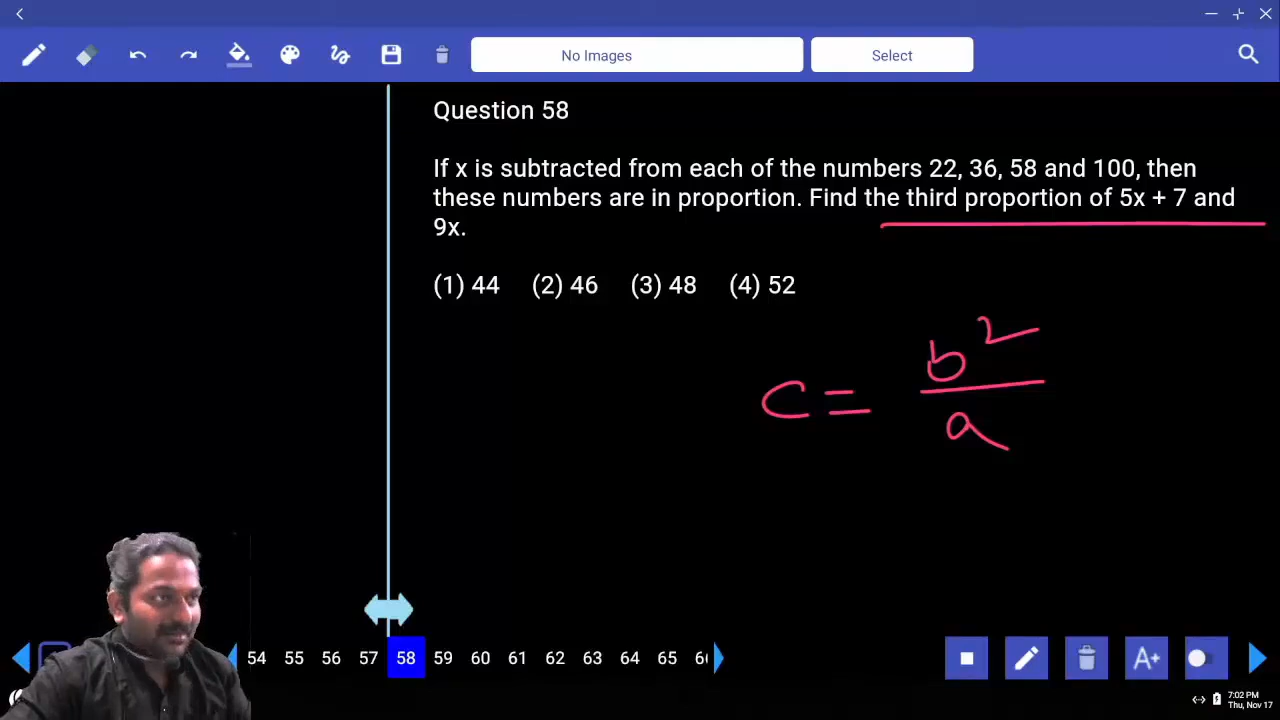 No Images
Select
Question 58
If x is subtracted from each of the numbers 22, 36, 58 and 100, then
these numbers are in proportion. Find the third proportion of 5x + 7 and
9x.
(1) 44 (2) 46 (3) 48 (4) 52
c = b²
a
54 55 56 57 58 59 60 61 62 63 64 65
A+
7:02 PM
Thu, Nov 17